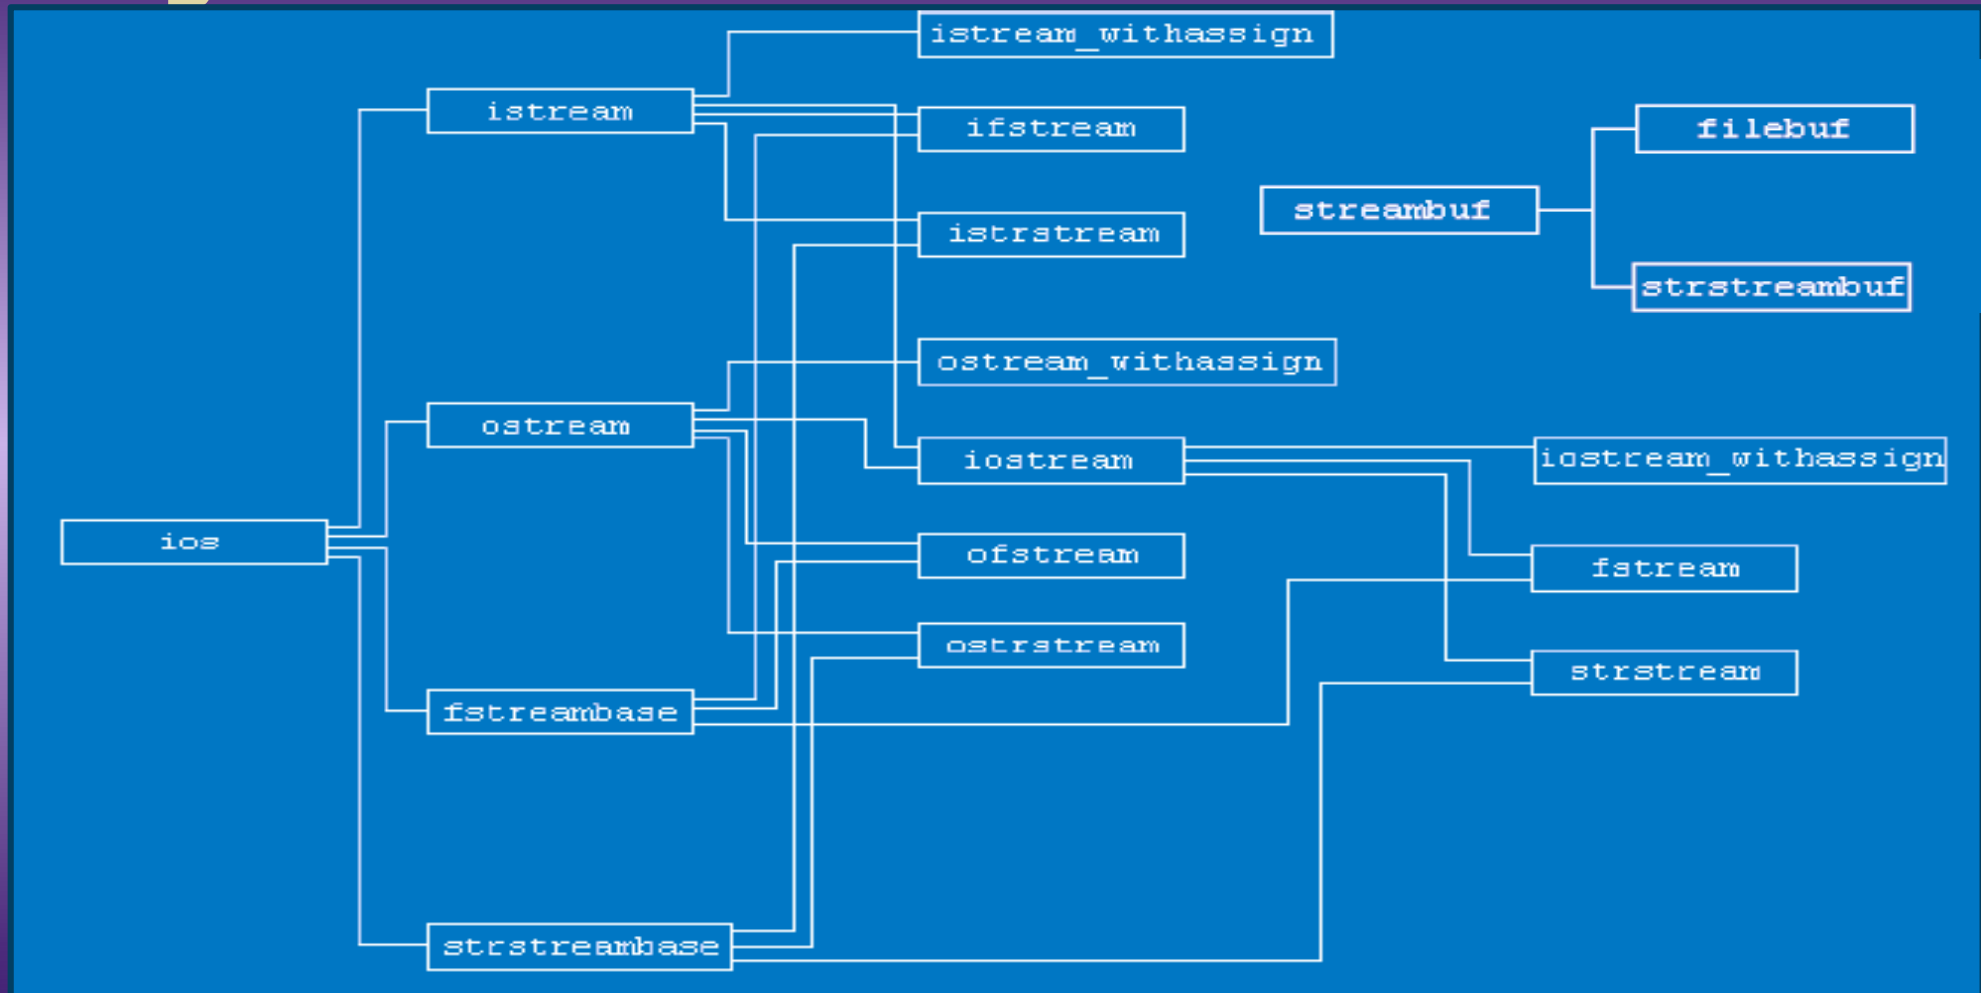 istream_withassign
istream
ifstream
filebuf
streambuf
istrstream
strstreambuf
ostream_withassign
ostream
iostream
iostream_withassign
ios
ofstream
fstream
ostrstream
strstream
fstreambase
strstreambase